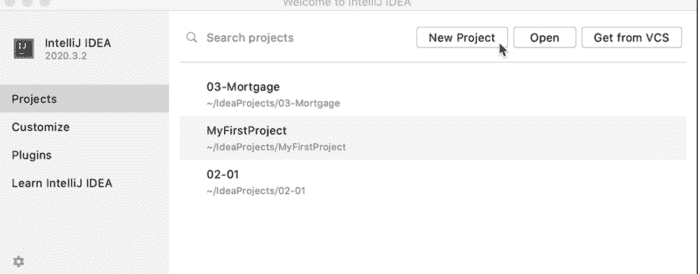 Welcome to IntelliJ IDEA
IntelliJ IDEA
2020.3.2
Search projects
New Project
Open
Get from VCS
Projects
Customize
Plugins
Learn IntelliJ IDEA
03-Mortgage
~/IdeaProjects/03-Mortgage
MyFirstProject
~/IdeaProjects/MyFirstProject
02-01
~/IdeaProjects/02-01